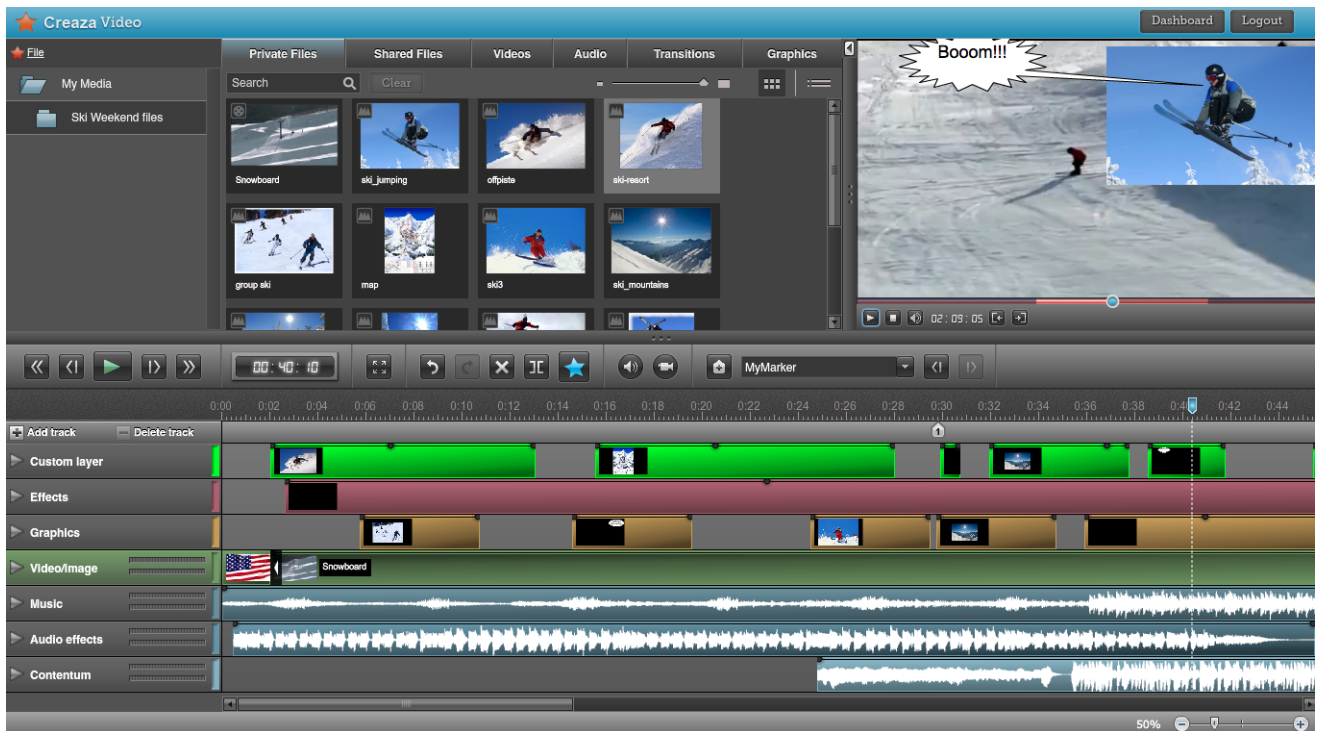 Creaza Video
Dashboard Logout
File
Private Files Shared Files Videos Audio Transitions Graphics
My Media
Ski Weekend files
Search Clear
Booom!!!
Snowboard ski_jumping offpiste ski-resort
group ski map ski3 ski_mountains
02:09:05
00:40:10
MyMarker
0:00 0:02 0:04 0:06 0:08 0:10 0:12 0:14 0:16 0:18 0:20 0:22 0:24 0:26 0:28 0:30 0:32 0:34 0:36 0:38 0:40 0:42 0:44
Add track Delete track
1
Custom layer
Effects
Graphics
Video/Image
Snowboard
Music
Audio effects
Contentum
50%